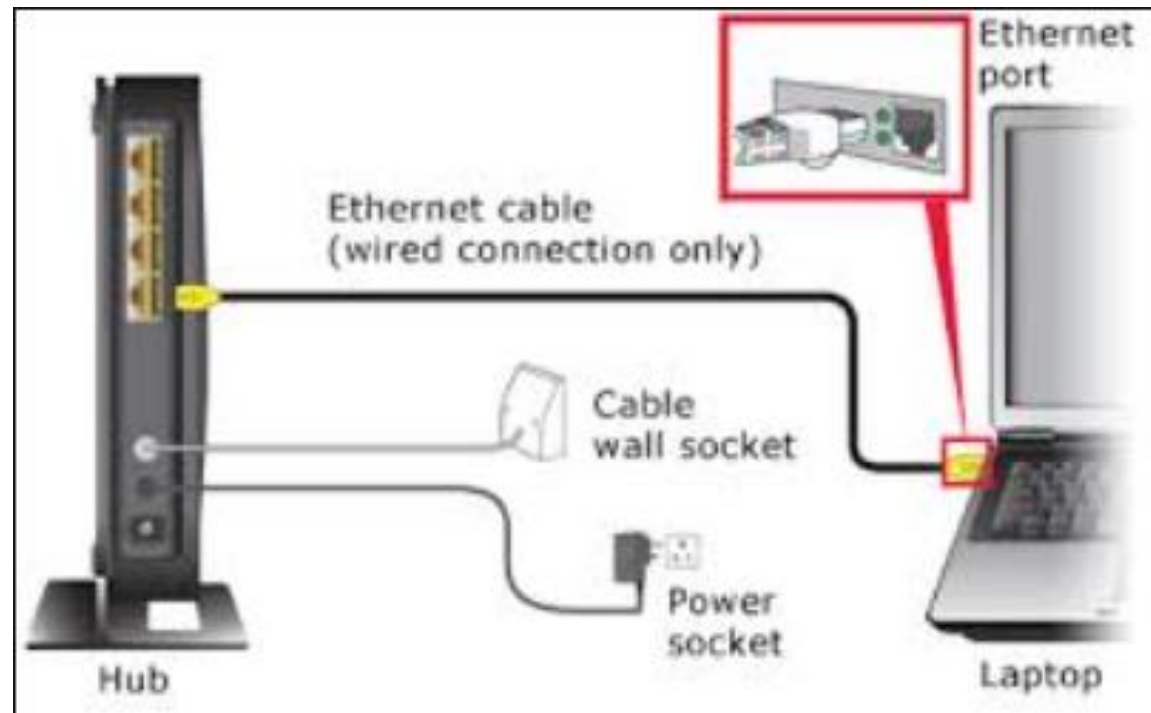 Ethernet
port
Ethernet cable
(wired connection only)
Cable
wall socket
Power
socket
Hub
Laptop